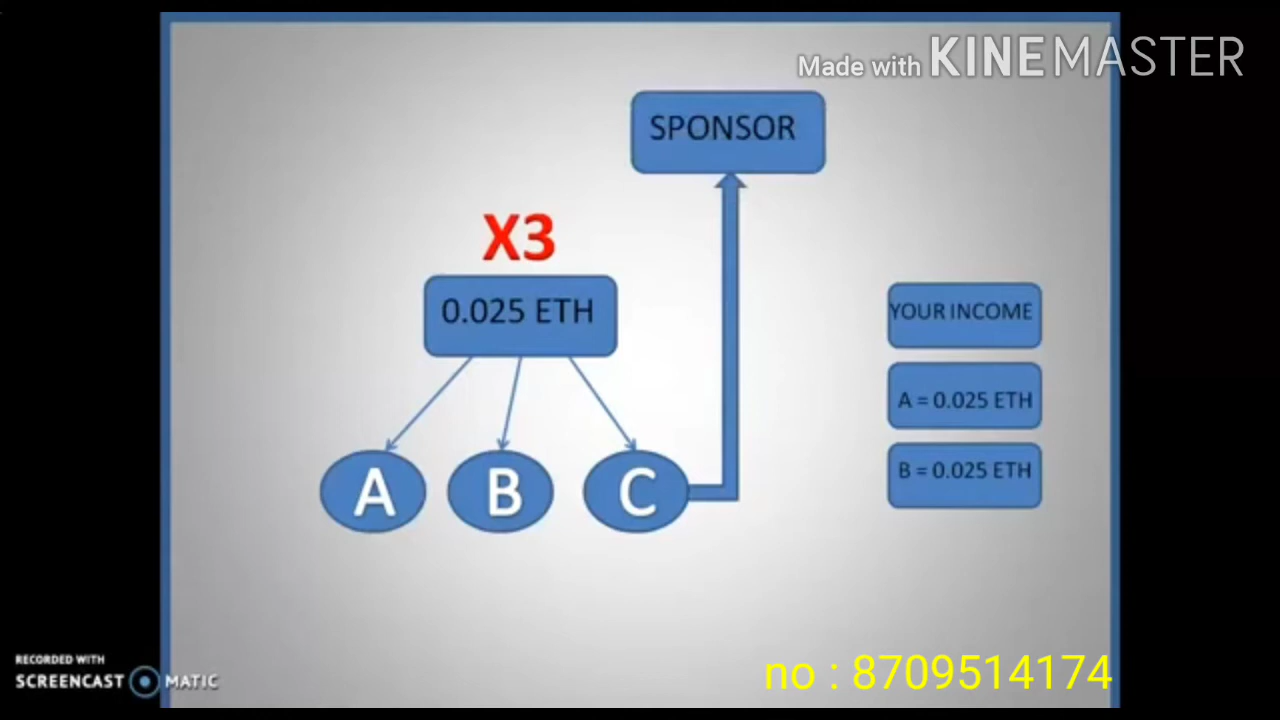 Made with KINEMASTER
SPONSOR
X3
0.025 ETH
YOUR INCOME
A = 0.025 ETH
B = 0.025 ETH
A B C
RECORDED WITH
SCREENCAST MATIC
no : 8709514174